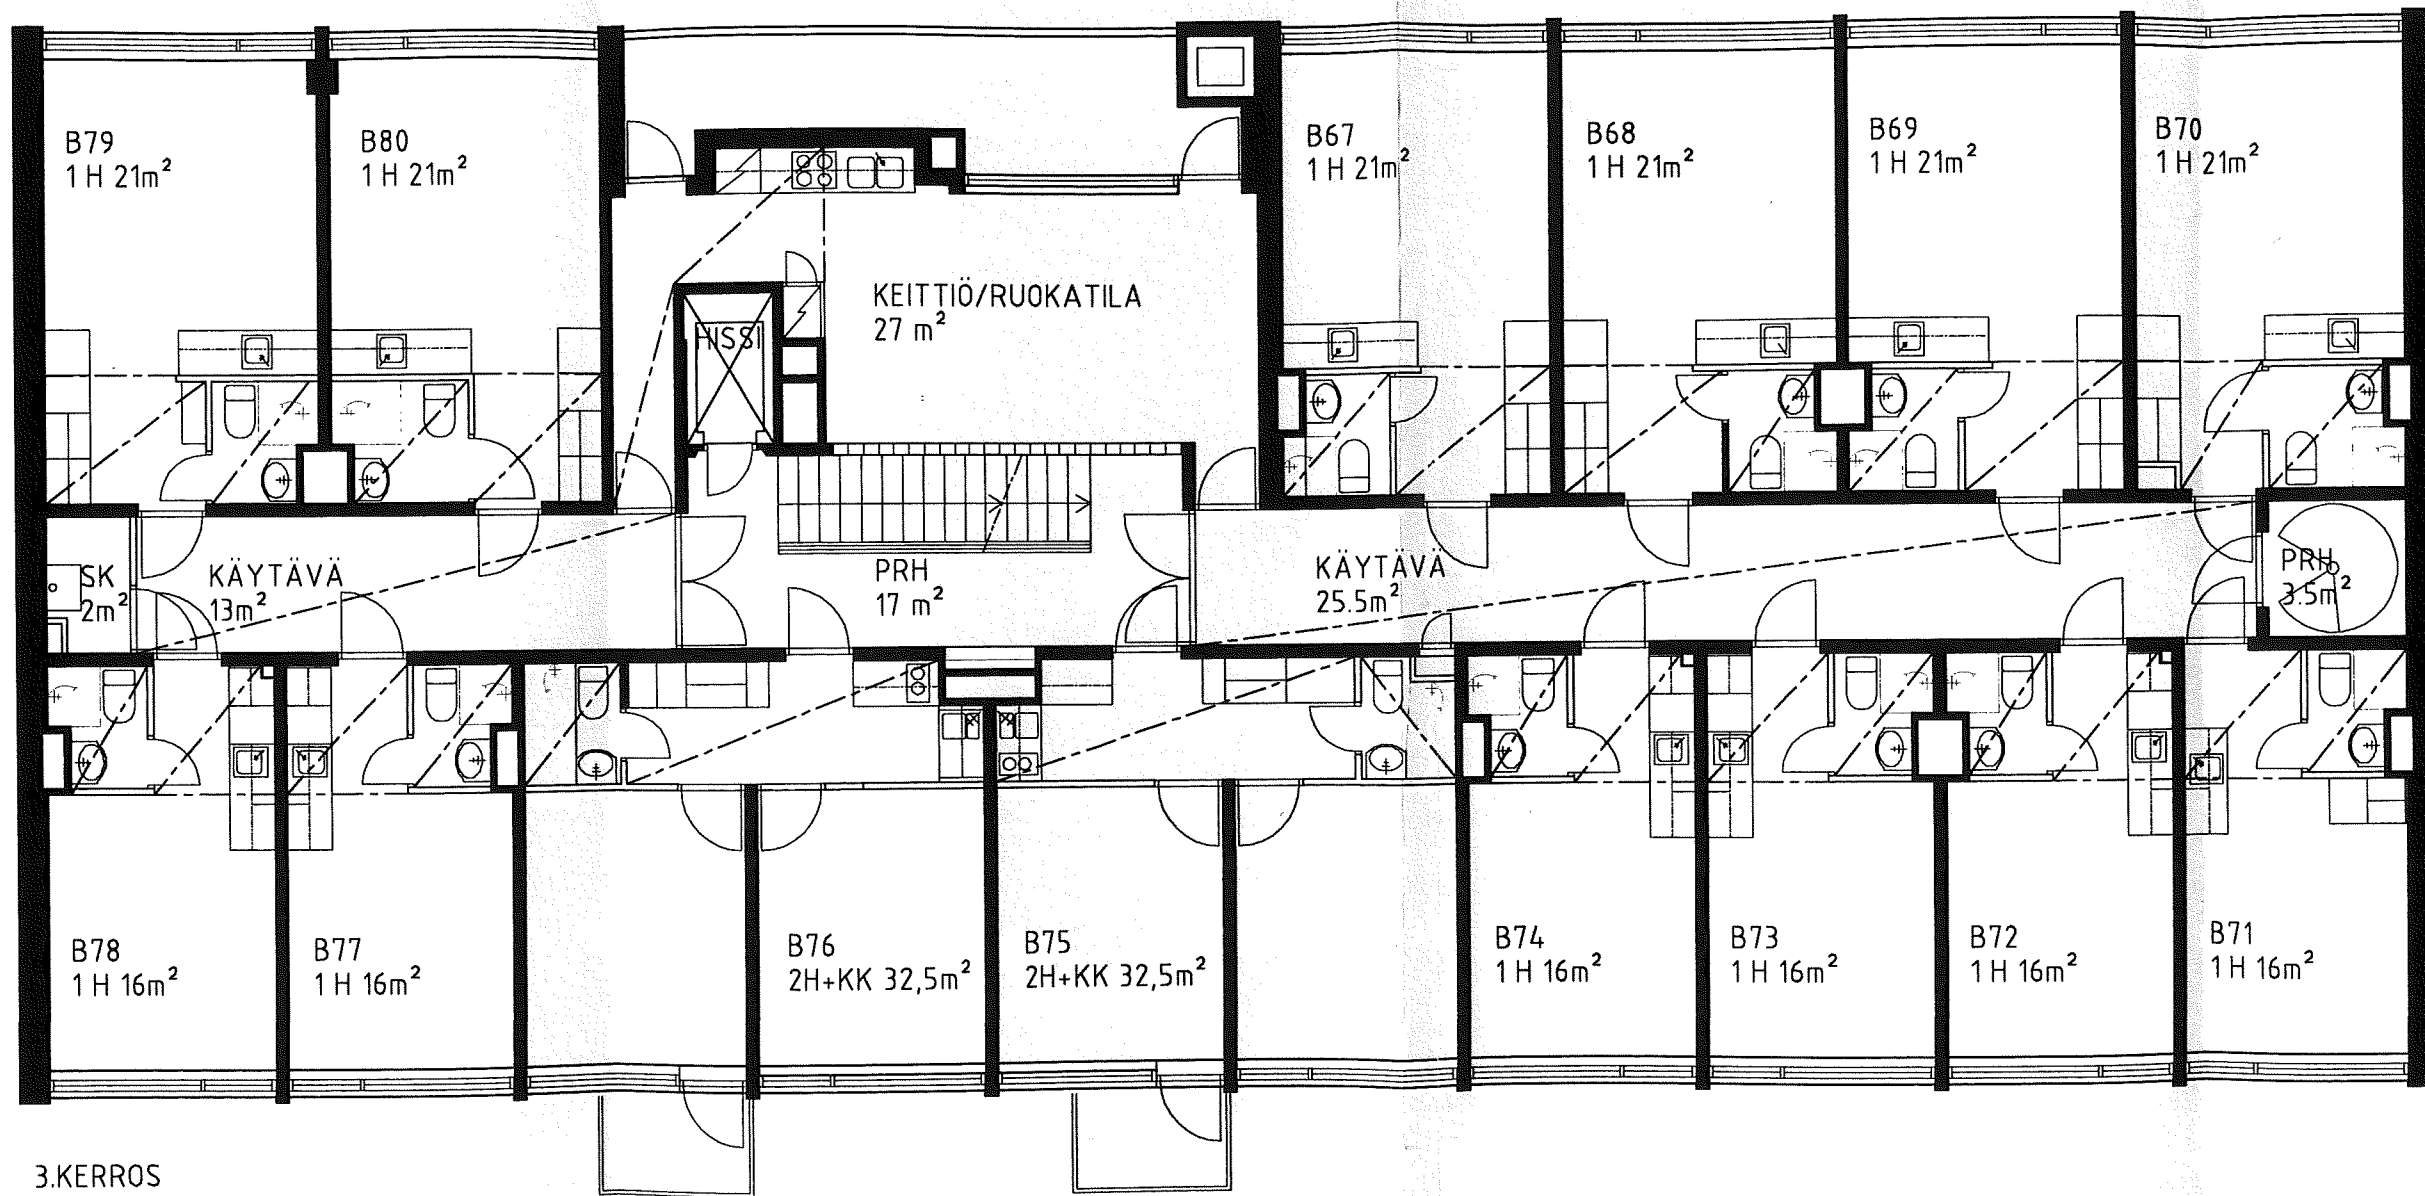 B79
1 H 21m²
B80
1 H 21m²
B67
1 H 21m²
B68
1 H 21m²
B69
1 H 21m²
B70
1 H 21m²
KEITTIÖ/RUOKATILA
27 m²
HISSI
SK
2m²
KÄYTÄVÄ
13m²
PRH
17 m²
KÄYTÄVÄ
25.5m²
PRH
3.5m²
B78
1 H 16m²
B77
1 H 16m²
B76
2H+KK 32,5m²
B75
2H+KK 32,5m²
B74
1 H 16m²
B73
1 H 16m²
B72
1 H 16m²
B71
1 H 16m²
3.KERROS